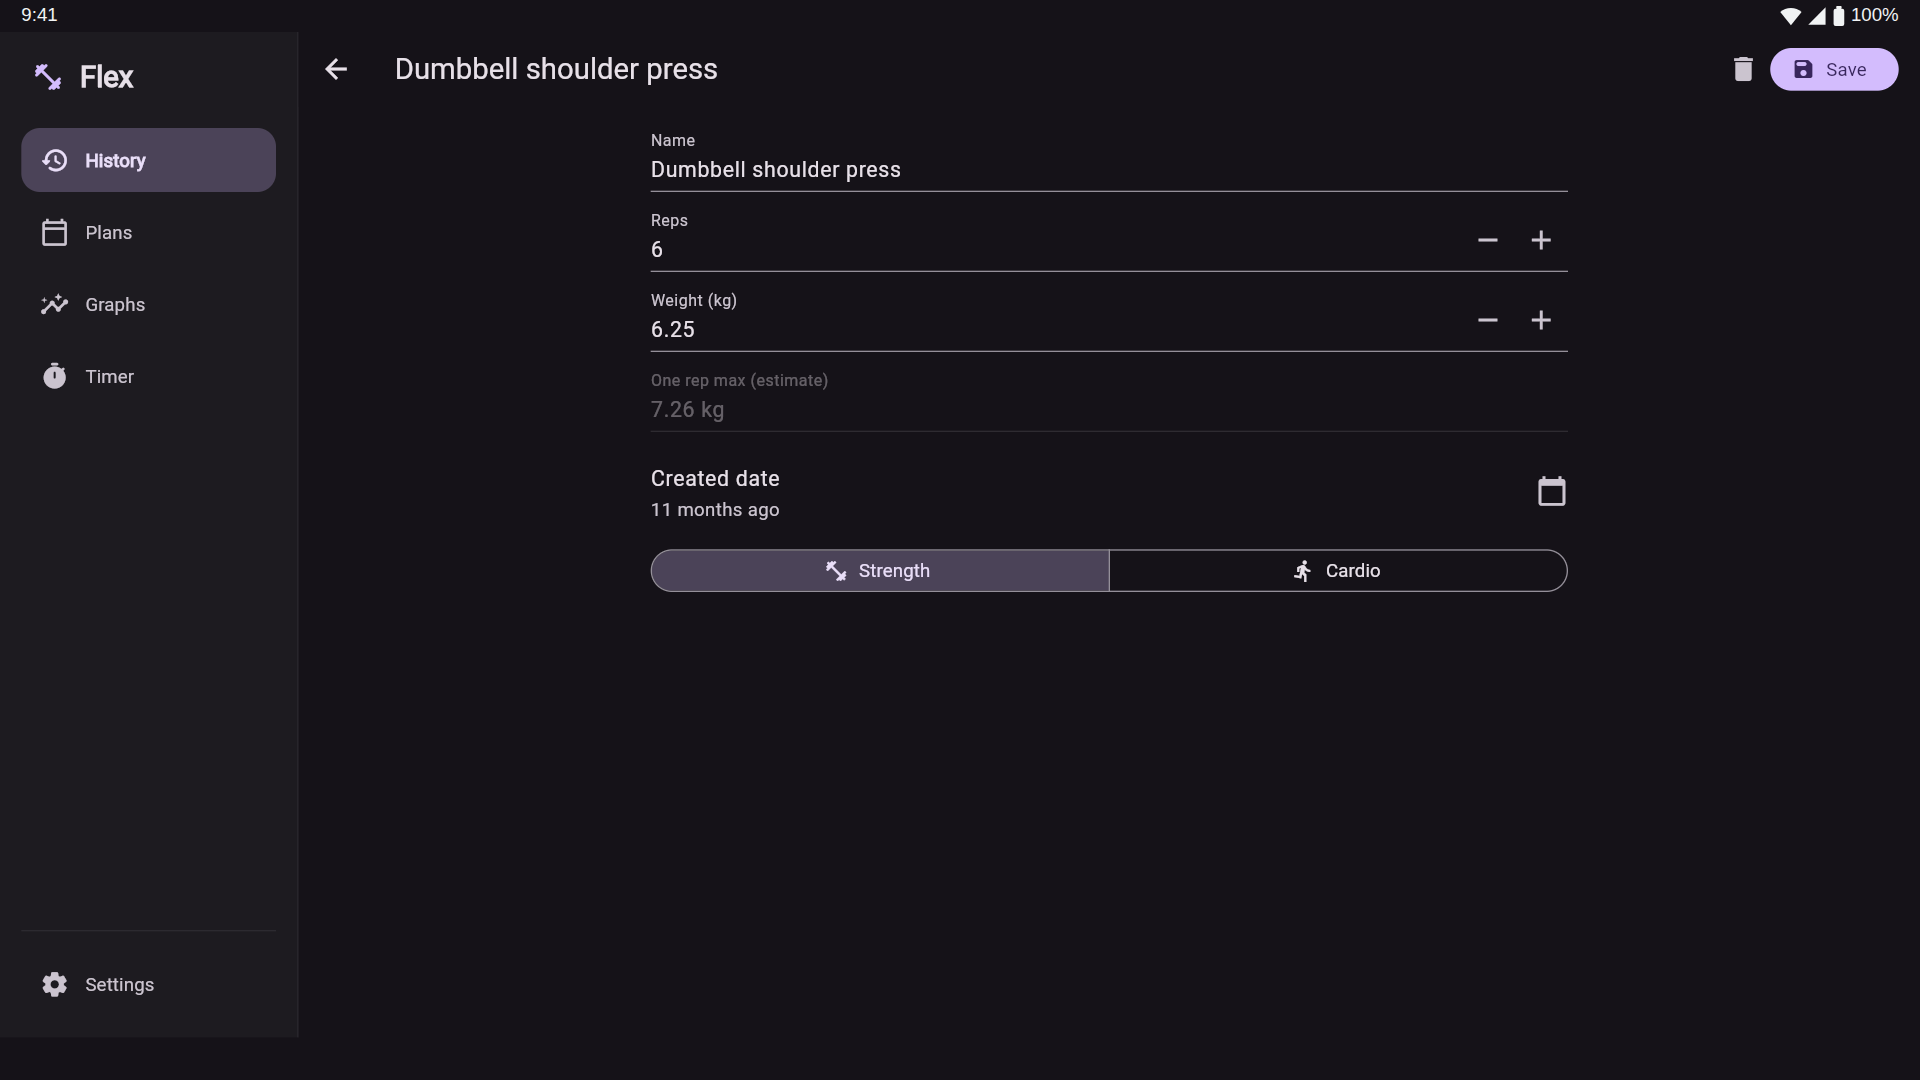 9:41
100%
Flex
Dumbbell shoulder press
Save
History
Plans
Graphs
Timer
Settings
Name
Dumbbell shoulder press
Reps
6
Weight (kg)
6.25
One rep max (estimate)
7.26 kg
Created date
11 months ago
Strength
Cardio